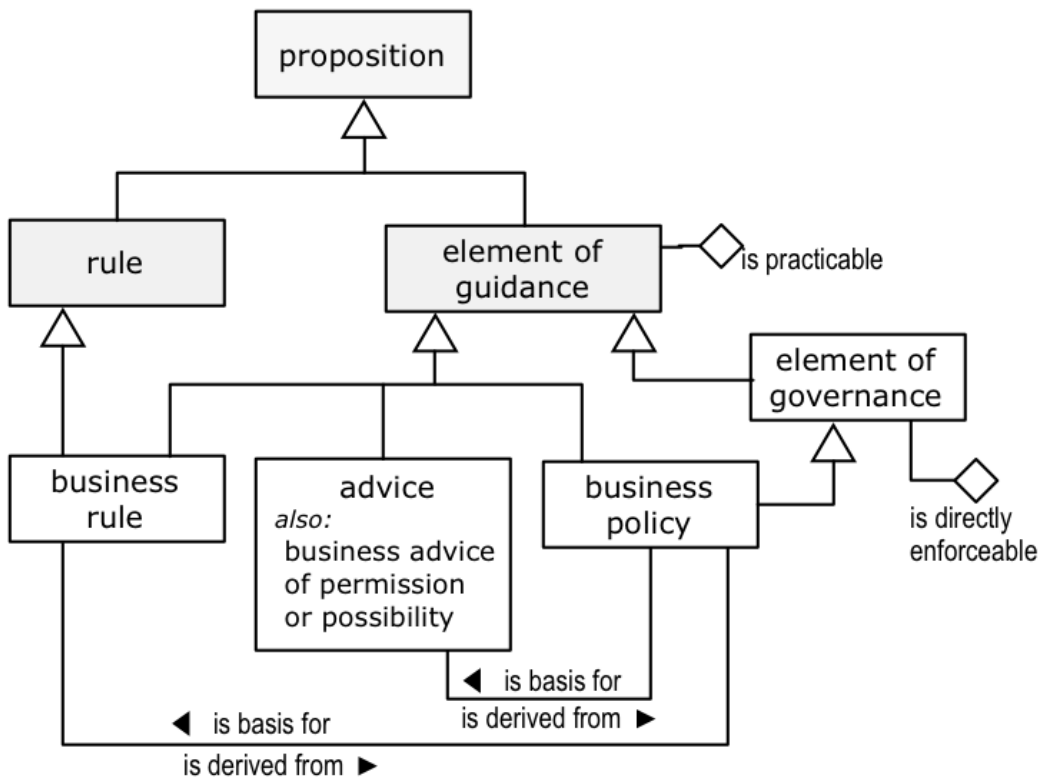 proposition
rule
element of
guidance
is practicable
element of
governance
business
rule
advice
also:
business advice
of permission
or possibility
business
policy
is directly
enforceable
◀ is basis for
is derived from ▶
◀ is basis for
is derived from ▶